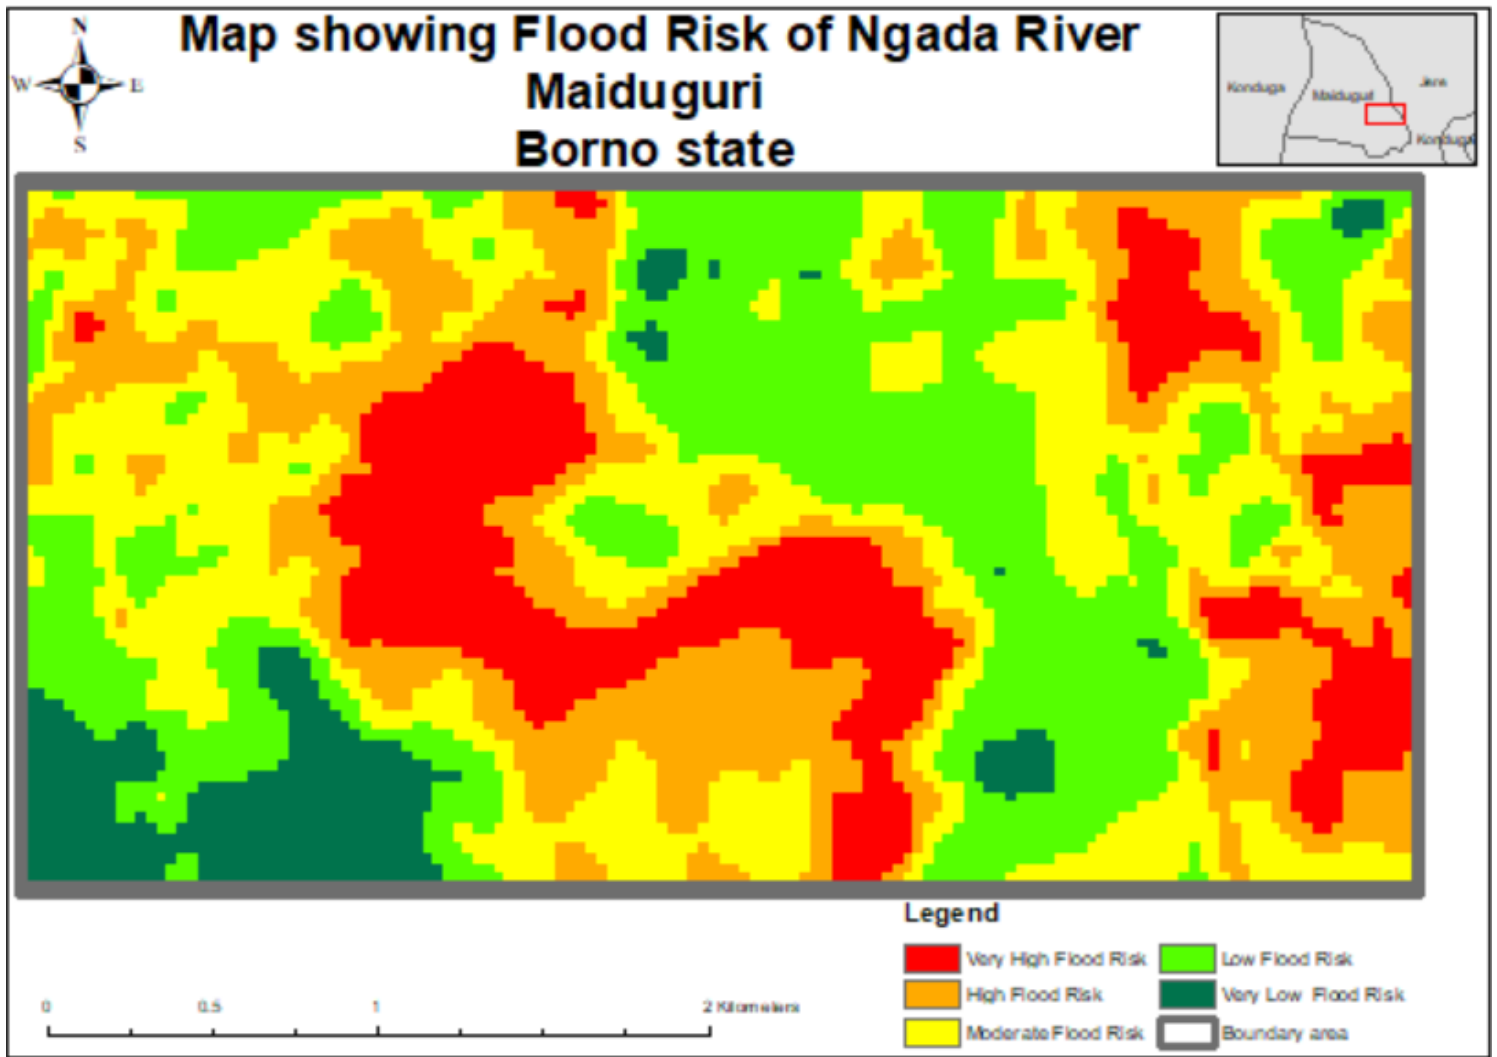 N
W E
S
Map showing Flood Risk of Ngada River
Maiduguri
Borno state
Konduga
Maiduguri
Jere
Konduga
Legend
Very High Flood Risk
High Flood Risk
Moderate Flood Risk
Low Flood Risk
Very Low Flood Risk
Boundary area
0 0.5 1 2 Kilometers